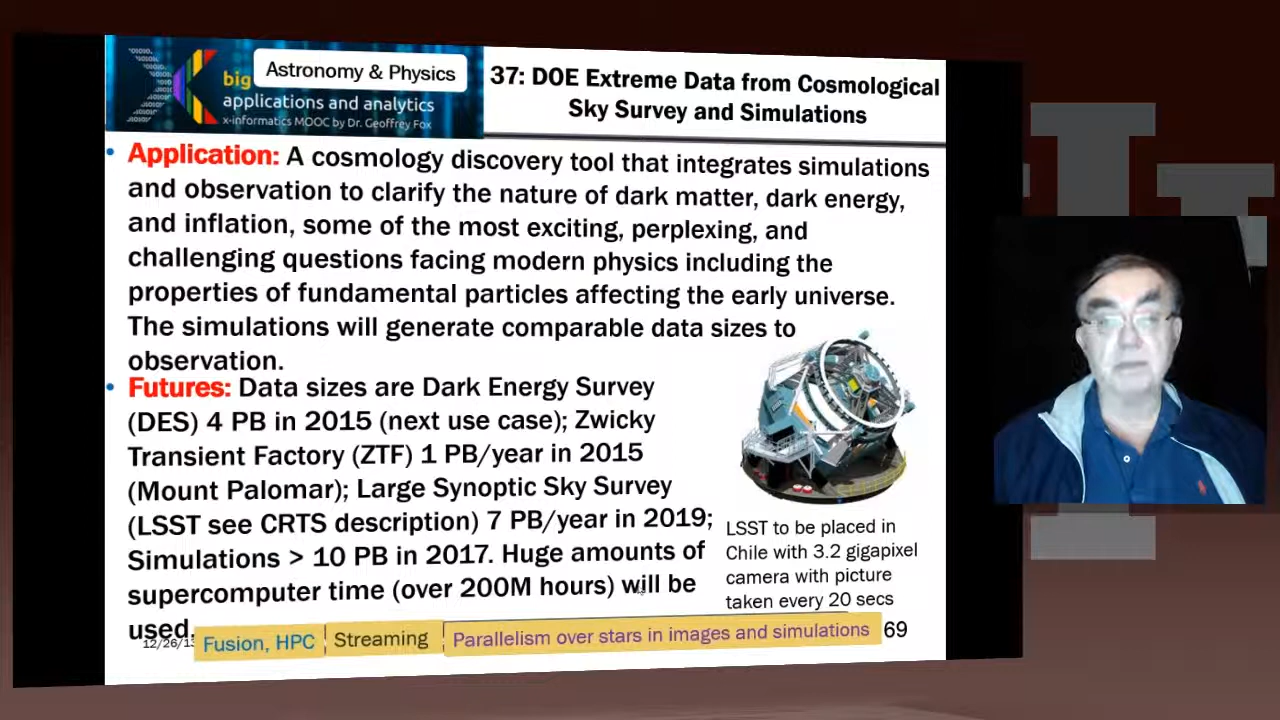 big
Astronomy & Physics
applications and analytics
x-informatics MOOC by Dr. Geoffrey Fox
37: DOE Extreme Data from Cosmological
Sky Survey and Simulations
• Application: A cosmology discovery tool that integrates simulations
and observation to clarify the nature of dark matter, dark energy,
and inflation, some of the most exciting, perplexing, and
challenging questions facing modern physics including the
properties of fundamental particles affecting the early universe.
The simulations will generate comparable data sizes to
observation.
• Futures: Data sizes are Dark Energy Survey
(DES) 4 PB in 2015 (next use case); Zwicky
Transient Factory (ZTF) 1 PB/year in 2015
(Mount Palomar); Large Synoptic Sky Survey
(LSST see CRTS description) 7 PB/year in 2019;
Simulations > 10 PB in 2017. Huge amounts of
supercomputer time (over 200M hours) will be
used.
LSST to be placed in
Chile with 3.2 gigapixel
camera with picture
taken every 20 secs
12/26/13
Fusion, HPC
Streaming
Parallelism over stars in images and simulations
69